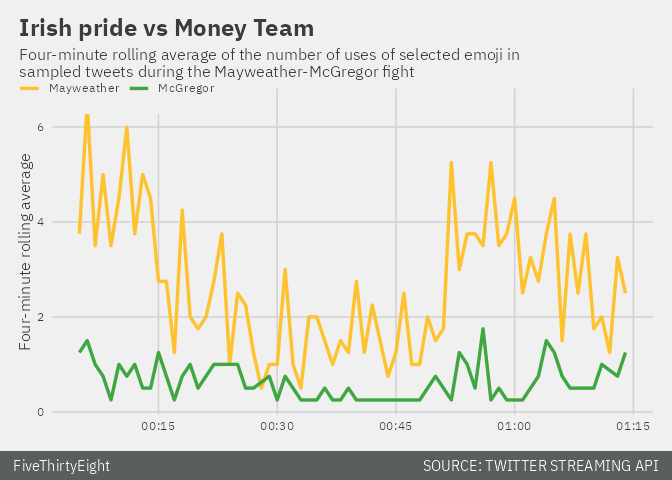 Irish pride vs Money Team
Four-minute rolling average of the number of uses of selected emoji in
sampled tweets during the Mayweather-McGregor fight
Mayweather McGregor
Four-minute rolling average
6
4
2
0
00:15 00:30 00:45 01:00 01:15
FiveThirtyEight SOURCE: TWITTER STREAMING API